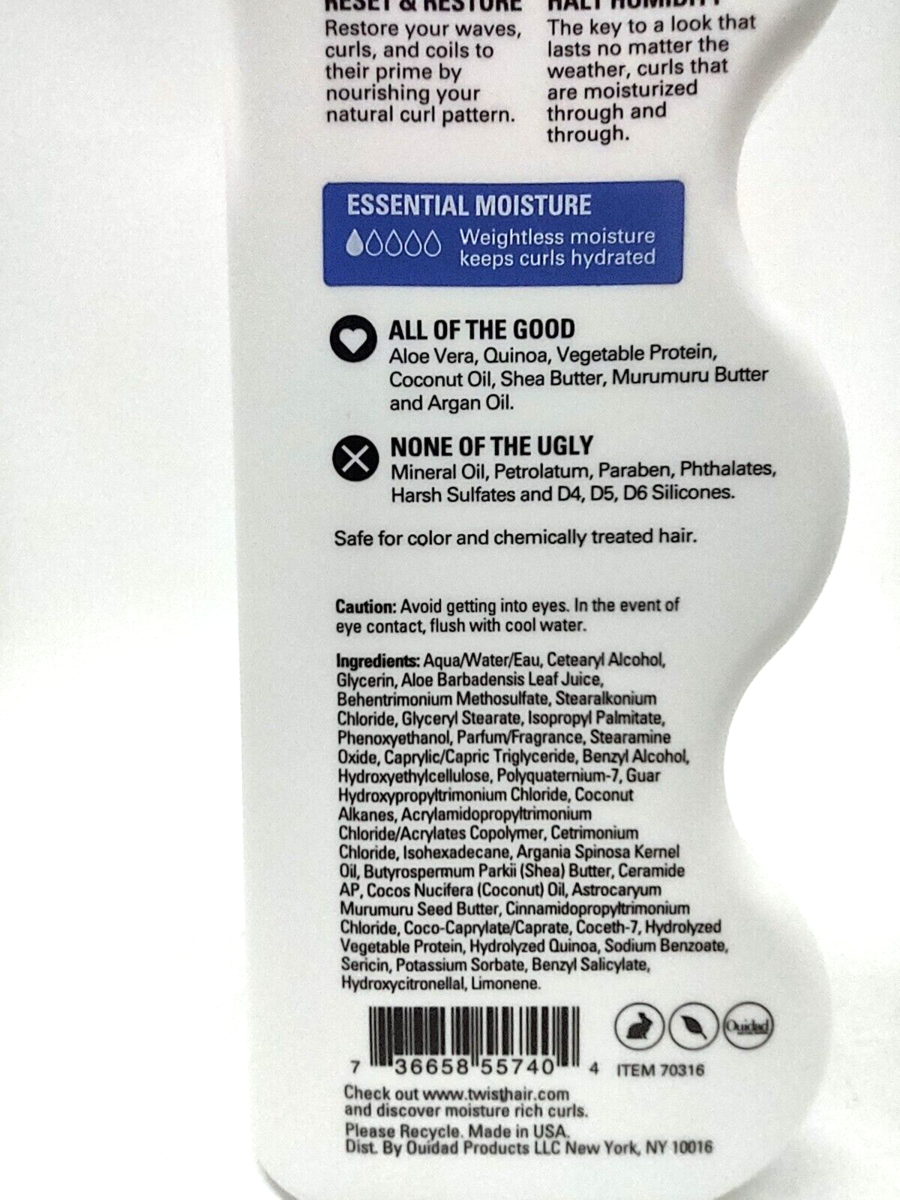 RESET & RESTORE
Restore your waves,
curls, and coils to
their prime by
nourishing your
natural curl pattern.
HALT HUMIDITY
The key to a look that
lasts no matter the
weather, curls that
are moisturized
through and
through.
ESSENTIAL MOISTURE
Weightless moisture
keeps curls hydrated
ALL OF THE GOOD
Aloe Vera, Quinoa, Vegetable Protein,
Coconut Oil, Shea Butter, Murumuru Butter
and Argan Oil.
NONE OF THE UGLY
Mineral Oil, Petrolatum, Paraben, Phthalates,
Harsh Sulfates and D4, D5, D6 Silicones.
Safe for color and chemically treated hair.
Caution: Avoid getting into eyes. In the event of
eye contact, flush with cool water.
Ingredients: Aqua/Water/Eau, Cetearyl Alcohol,
Glycerin, Aloe Barbadensis Leaf Juice,
Behentrimonium Methosulfate, Stearalkonium
Chloride, Glyceryl Stearate, Isopropyl Palmitate,
Phenoxyethanol, Parfum/Fragrance, Stearamine
Oxide, Caprylic/Capric Triglyceride, Benzyl Alcohol,
Hydroxyethylcellulose, Polyquaternium-7, Guar
Hydroxypropyltrimonium Chloride, Coconut
Alkanes, Acrylamidopropyltrimonium
Chloride/Acrylates Copolymer, Cetrimonium
Chloride, Isohexadecane, Argania Spinosa Kernel
Oil, Butyrospermum Parkii (Shea) Butter, Ceramide
AP, Cocos Nucifera (Coconut) Oil, Astrocaryum
Murumuru Seed Butter, Cinnamidopropyltrimonium
Chloride, Coco-Caprylate/Caprate, Coceth-7, Hydrolyzed
Vegetable Protein, Hydrolyzed Quinoa, Sodium Benzoate,
Sericin, Potassium Sorbate, Benzyl Salicylate,
Hydroxycitronellal, Limonene.
Ouidad
7 36658 55740 4
ITEM 70316
Check out www.twisthair.com
and discover moisture rich curls.
Please Recycle. Made in USA.
Dist. By Ouidad Products LLC New York, NY 10016